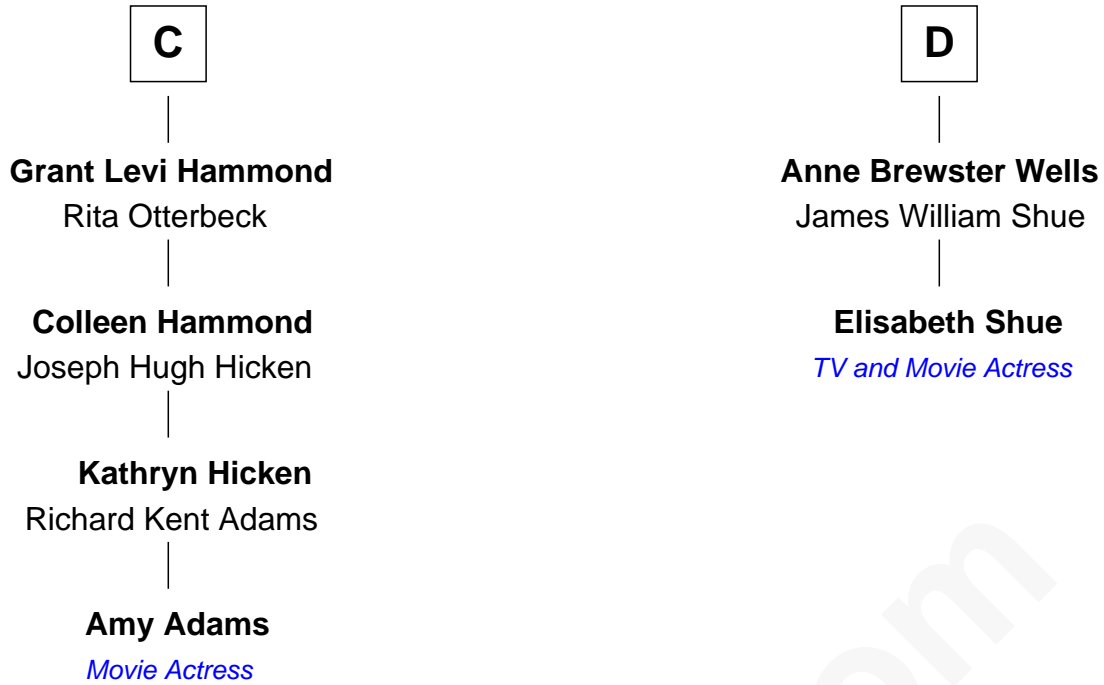 C
Grant Levi Hammond
Rita Otterbeck
Colleen Hammond
Joseph Hugh Hicken
Kathryn Hicken
Richard Kent Adams
Amy Adams
Movie Actress
D
Anne Brewster Wells
James William Shue
Elisabeth Shue
TV and Movie Actress
om